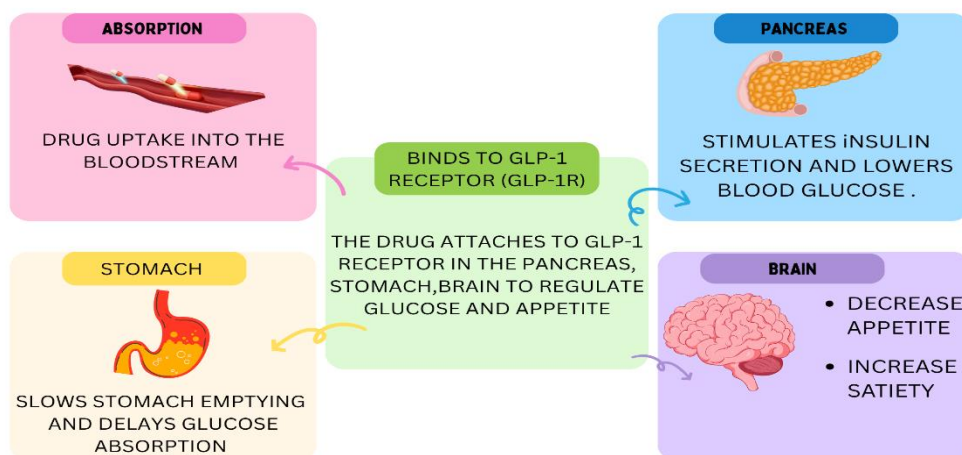 ABSORPTION
DRUG UPTAKE INTO THE
BLOODSTREAM
PANCREAS
STIMULATES iNSULIN
SECRETION AND LOWERS
BLOOD GLUCOSE .
BINDS TO GLP-1
RECEPTOR (GLP-1R)
THE DRUG ATTACHES TO GLP-1
RECEPTOR IN THE PANCREAS,
STOMACH,BRAIN TO REGULATE
GLUCOSE AND APPETITE
STOMACH
SLOWS STOMACH EMPTYING
AND DELAYS GLUCOSE
ABSORPTION
BRAIN
• DECREASE
APPETITE
• INCREASE
SATIETY